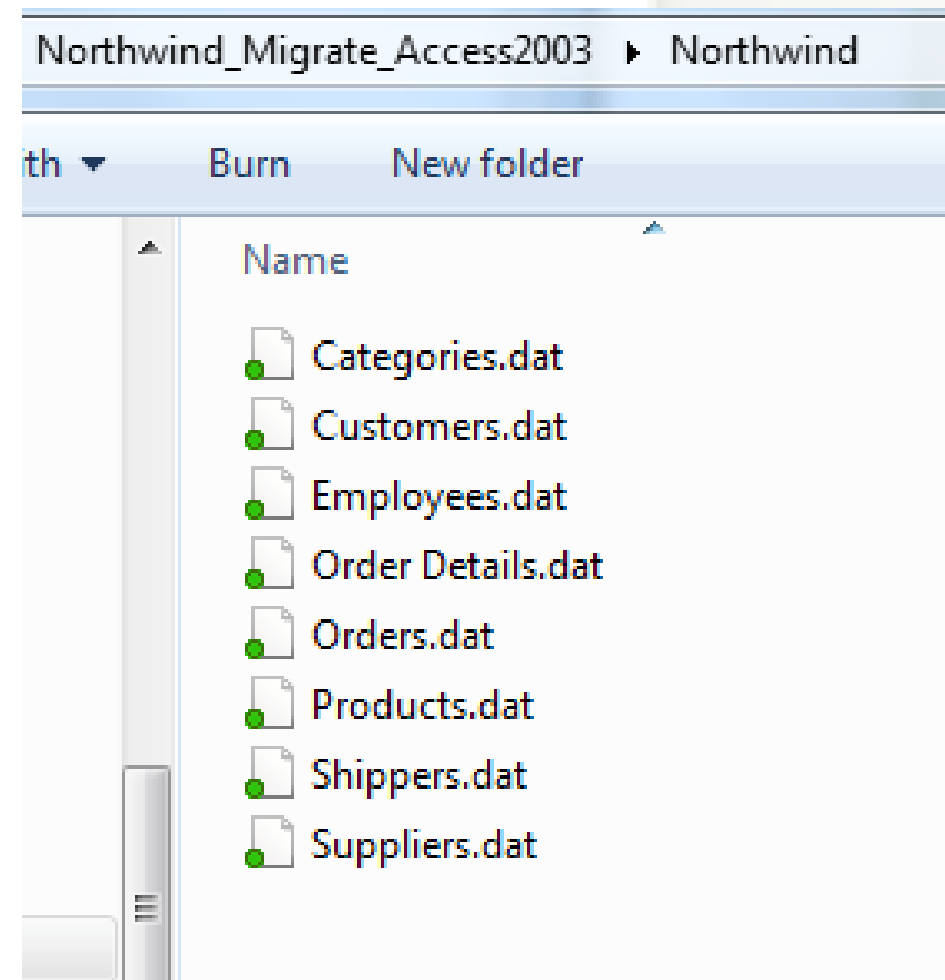 Northwind_Migrate_Access2003 ▸ Northwind
ith Burn New folder
Name
Categories.dat
Customers.dat
Employees.dat
Order Details.dat
Orders.dat
Products.dat
Shippers.dat
Suppliers.dat